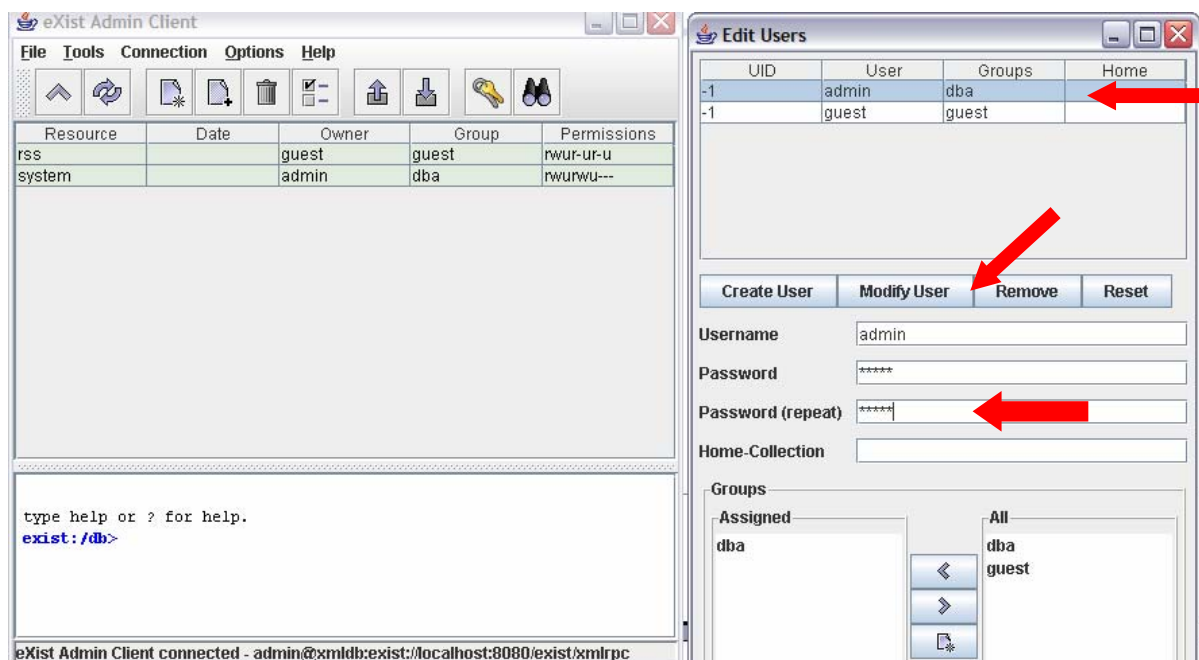 eXist Admin Client
File Tools Connection Options Help
Resource Date Owner Group Permissions
rss guest guest rwur-ur-u
system admin dba rwurwu---
type help or ? for help.
exist:/db>
eXist Admin Client connected - admin@xmldb:exist://localhost:8080/exist/xmlrpc
Edit Users
UID User Groups Home
-1 admin dba
-1 guest guest
Create User Modify User Remove Reset
Username admin
Password *****
Password (repeat) *****
Home-Collection
Groups
Assigned All
dba dba
guest